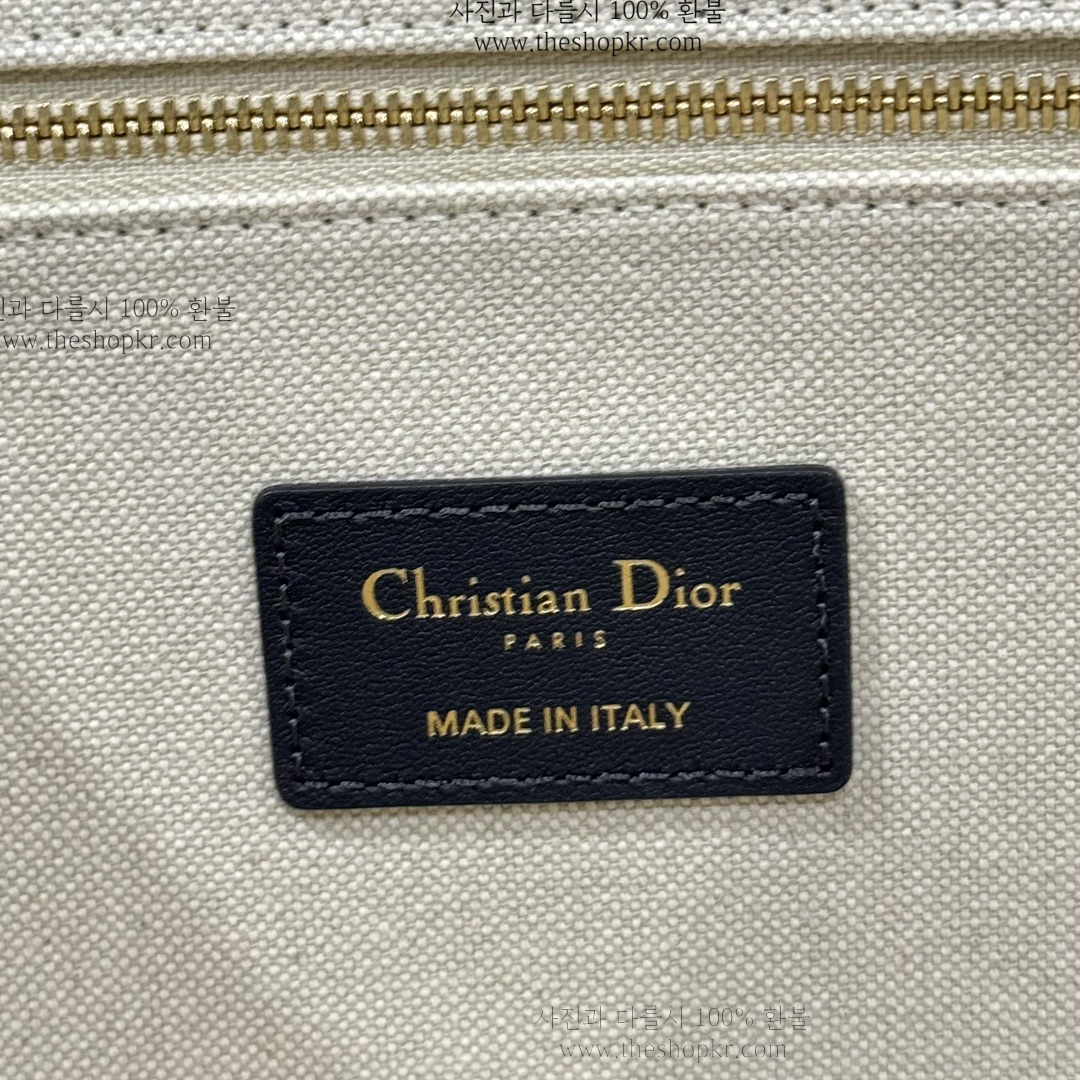 사진과 다를시 100% 환불
www.theshopkr.com
진과 다를시 100% 환불
www.theshopkr.com
Christian Dior
PARIS
MADE IN ITALY
사진과 다를시 100% 환불
www.theshopkr.com